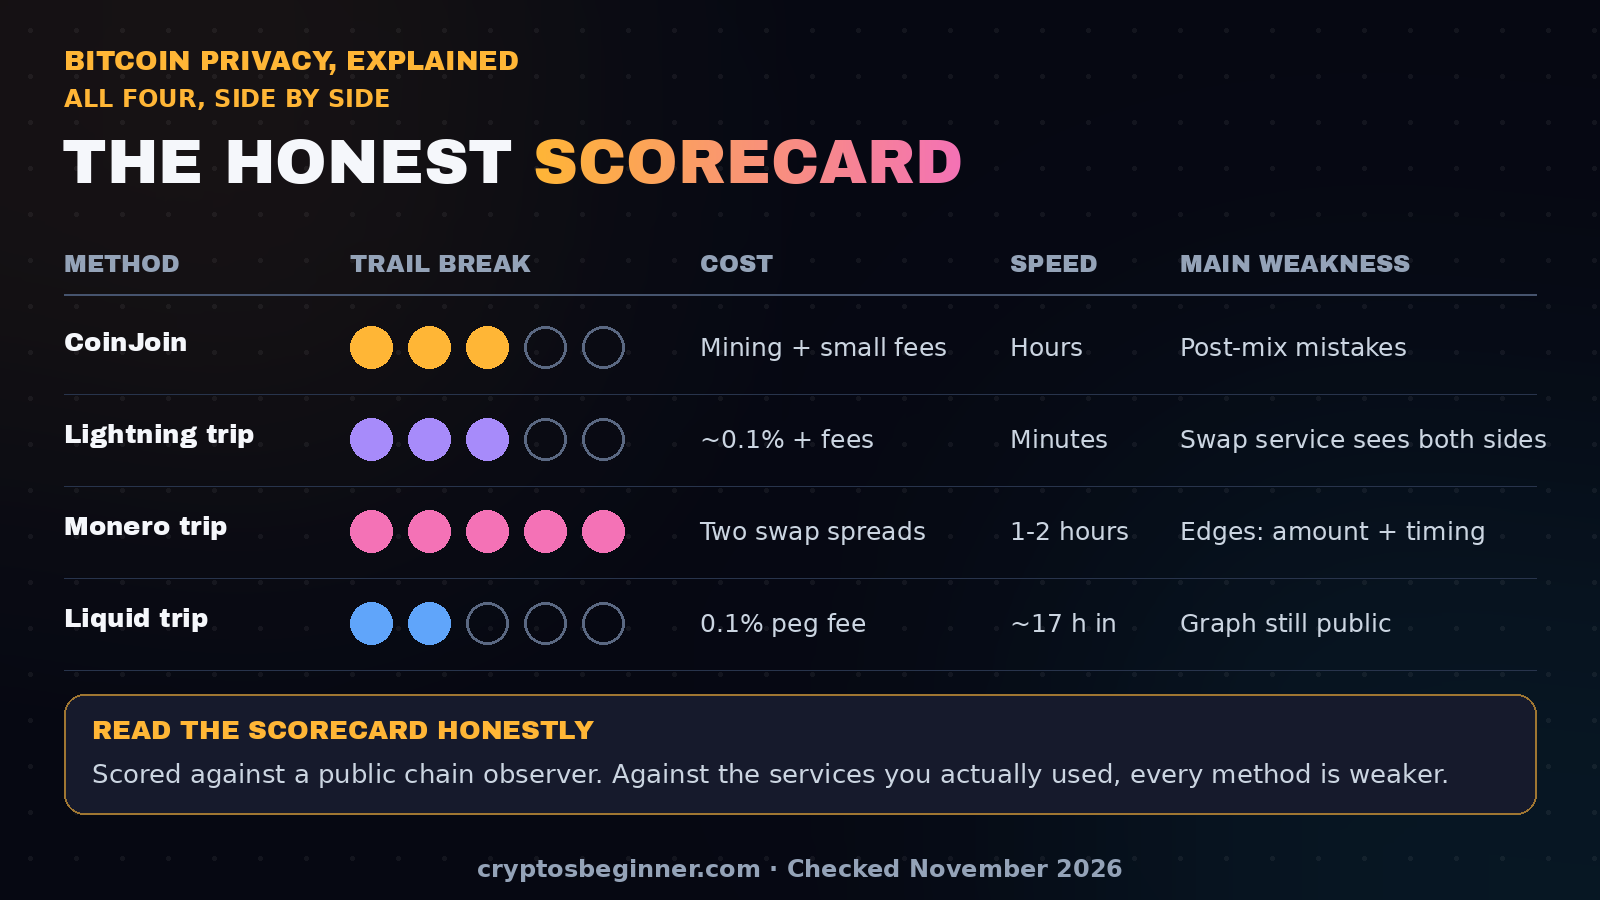 BITCOIN PRIVACY, EXPLAINED
ALL FOUR, SIDE BY SIDE
THE HONEST SCORECARD
METHOD TRAIL BREAK COST SPEED MAIN WEAKNESS
CoinJoin Mining + small fees Hours Post-mix mistakes
Lightning trip ~0.1% + fees Minutes Swap service sees both sides
Monero trip Two swap spreads 1-2 hours Edges: amount + timing
Liquid trip 0.1% peg fee ~17 h in Graph still public
READ THE SCORECARD HONESTLY
Scored against a public chain observer. Against the services you actually used, every method is weaker.
cryptosbeginner.com · Checked November 2026